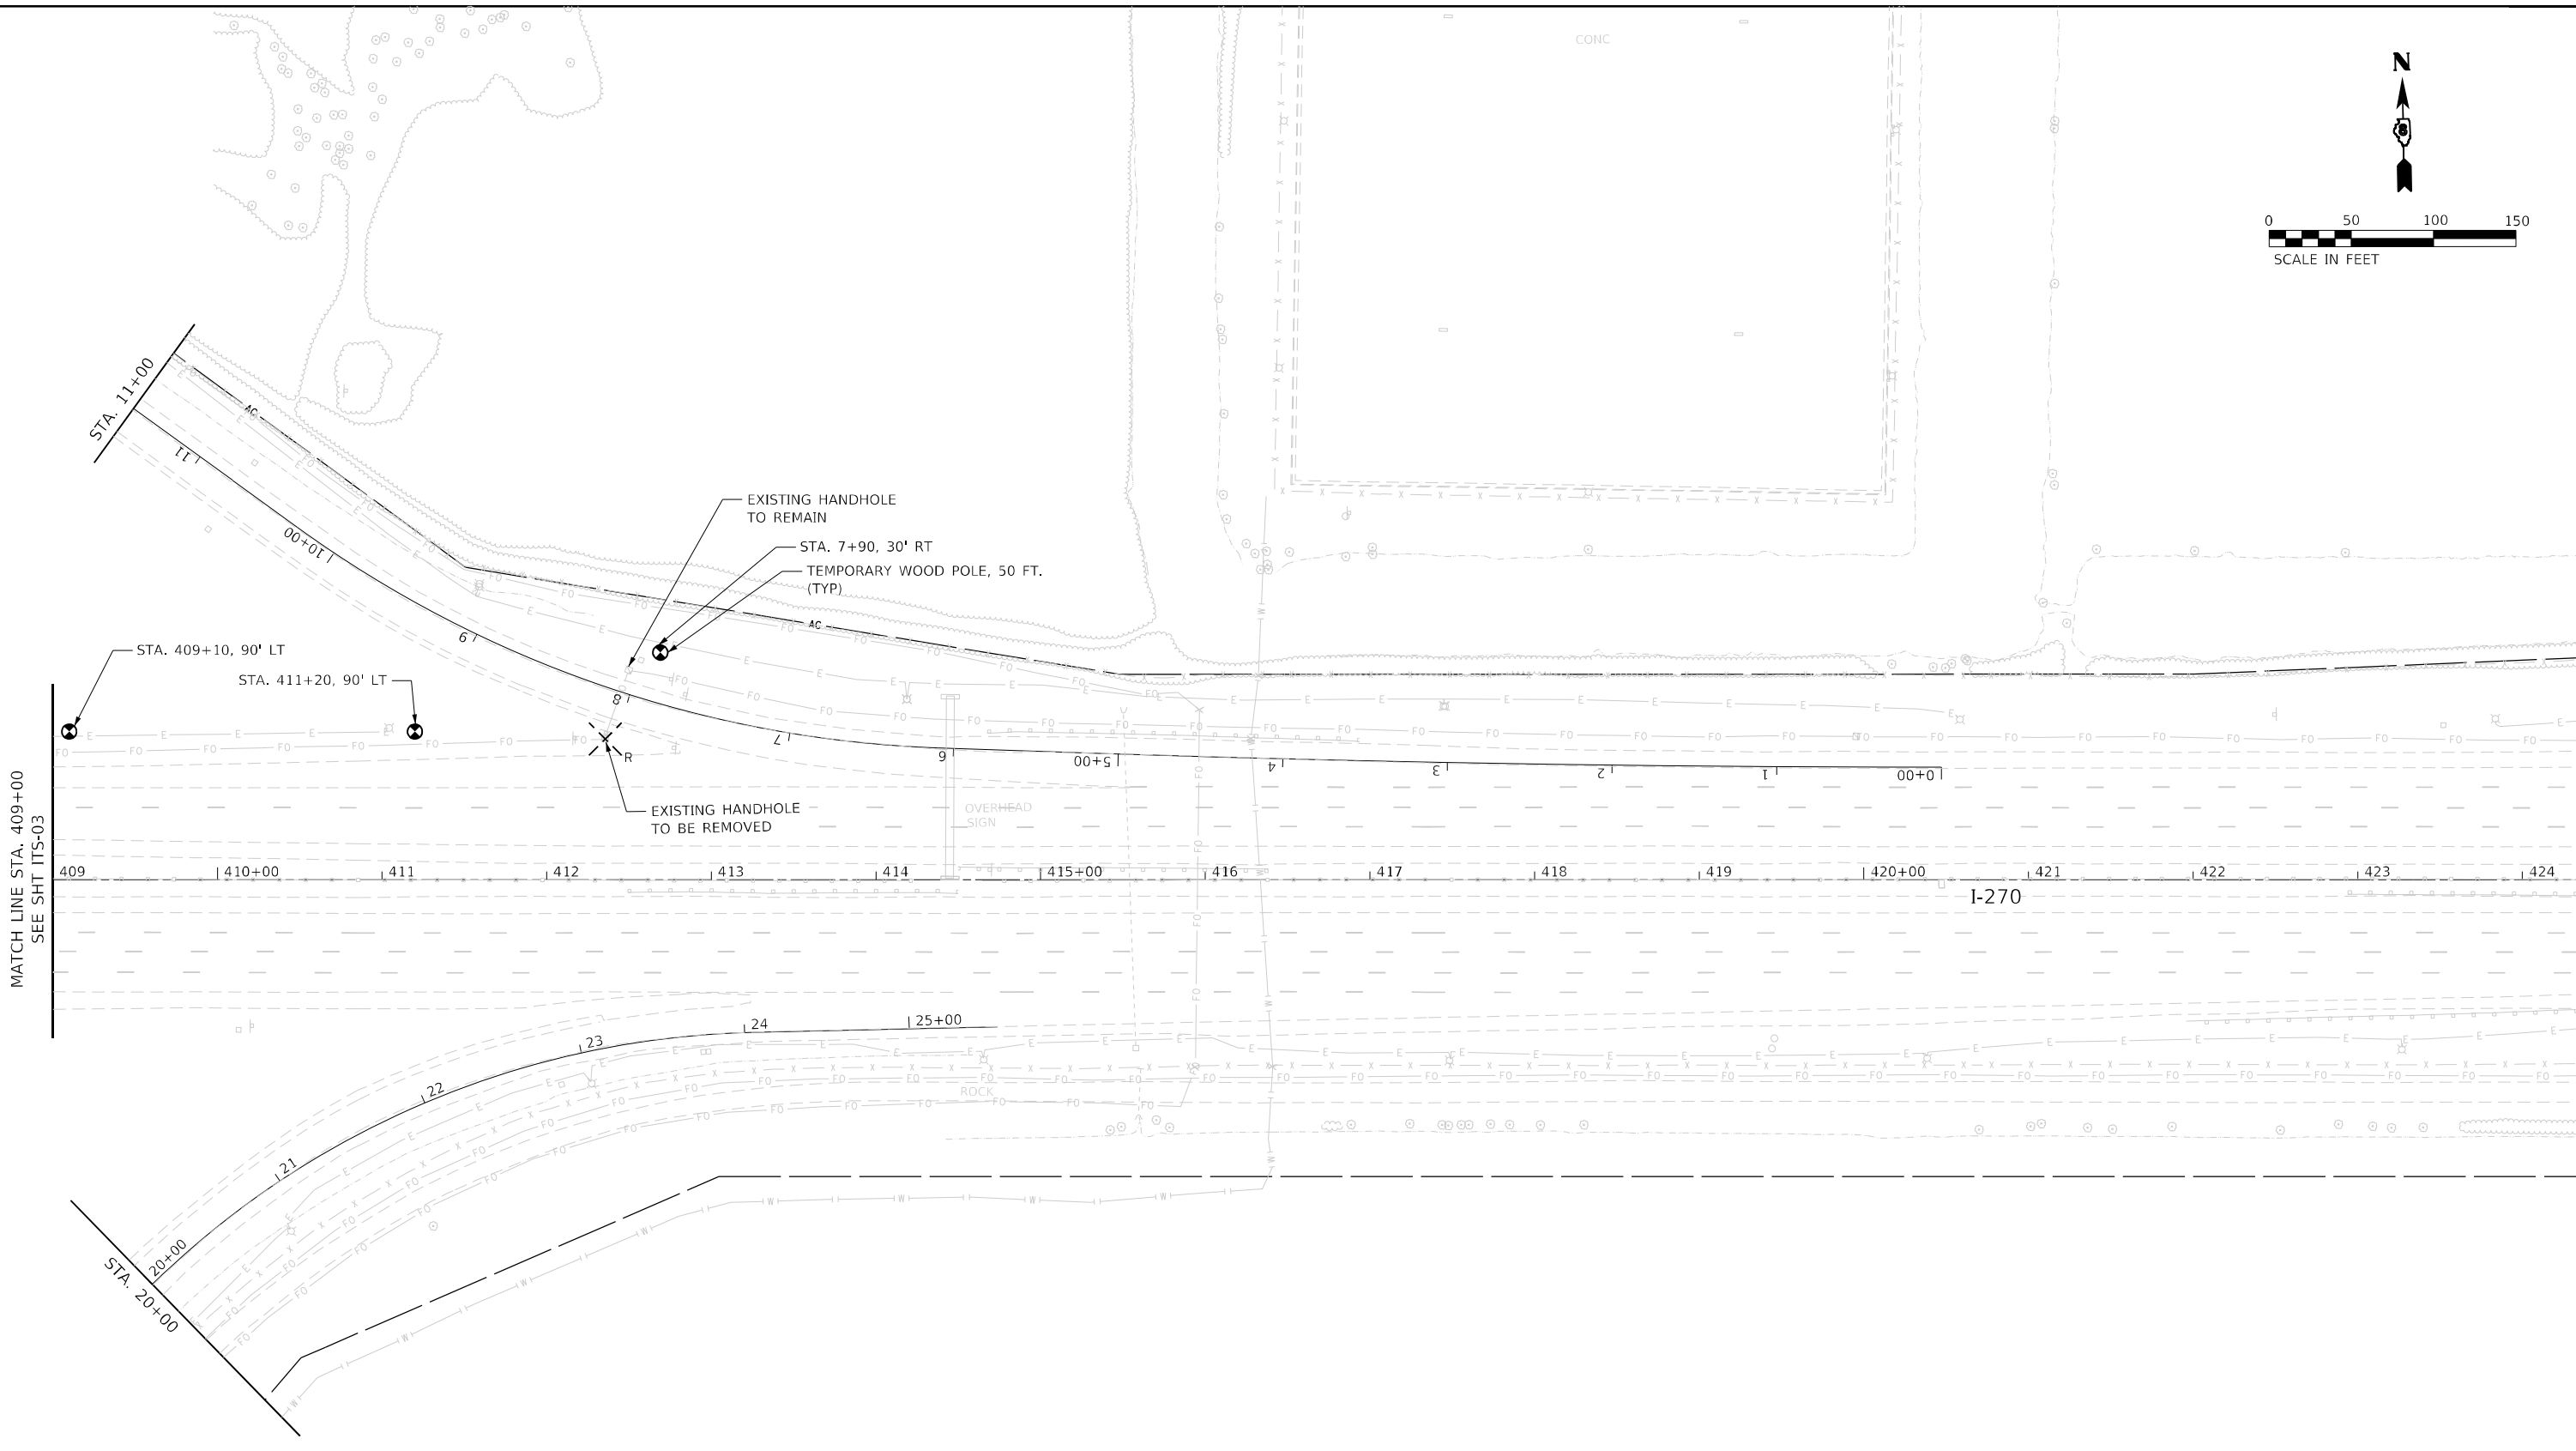 CONC
N
0 50 100 150
SCALE IN FEET
STA. 11+00
AC
11
10+00
9
8
7
6
5+00
4
3
2
1
0+00
EXISTING HANDHOLE
TO REMAIN
STA. 7+90, 30' RT
TEMPORARY WOOD POLE, 50 FT.
(TYP)
AC
STA. 409+10, 90' LT
STA. 411+20, 90' LT
R
EXISTING HANDHOLE
TO BE REMOVED
OVERHEAD
SIGN
MATCH LINE STA. 409+00
SEE SHT ITS-03
409 410+00 411 412 413 414 415+00 416 417 418 419 420+00 421 422 423 424
I-270
20+00
21
22
23
24
25+00
ROCK
STA. 20+00